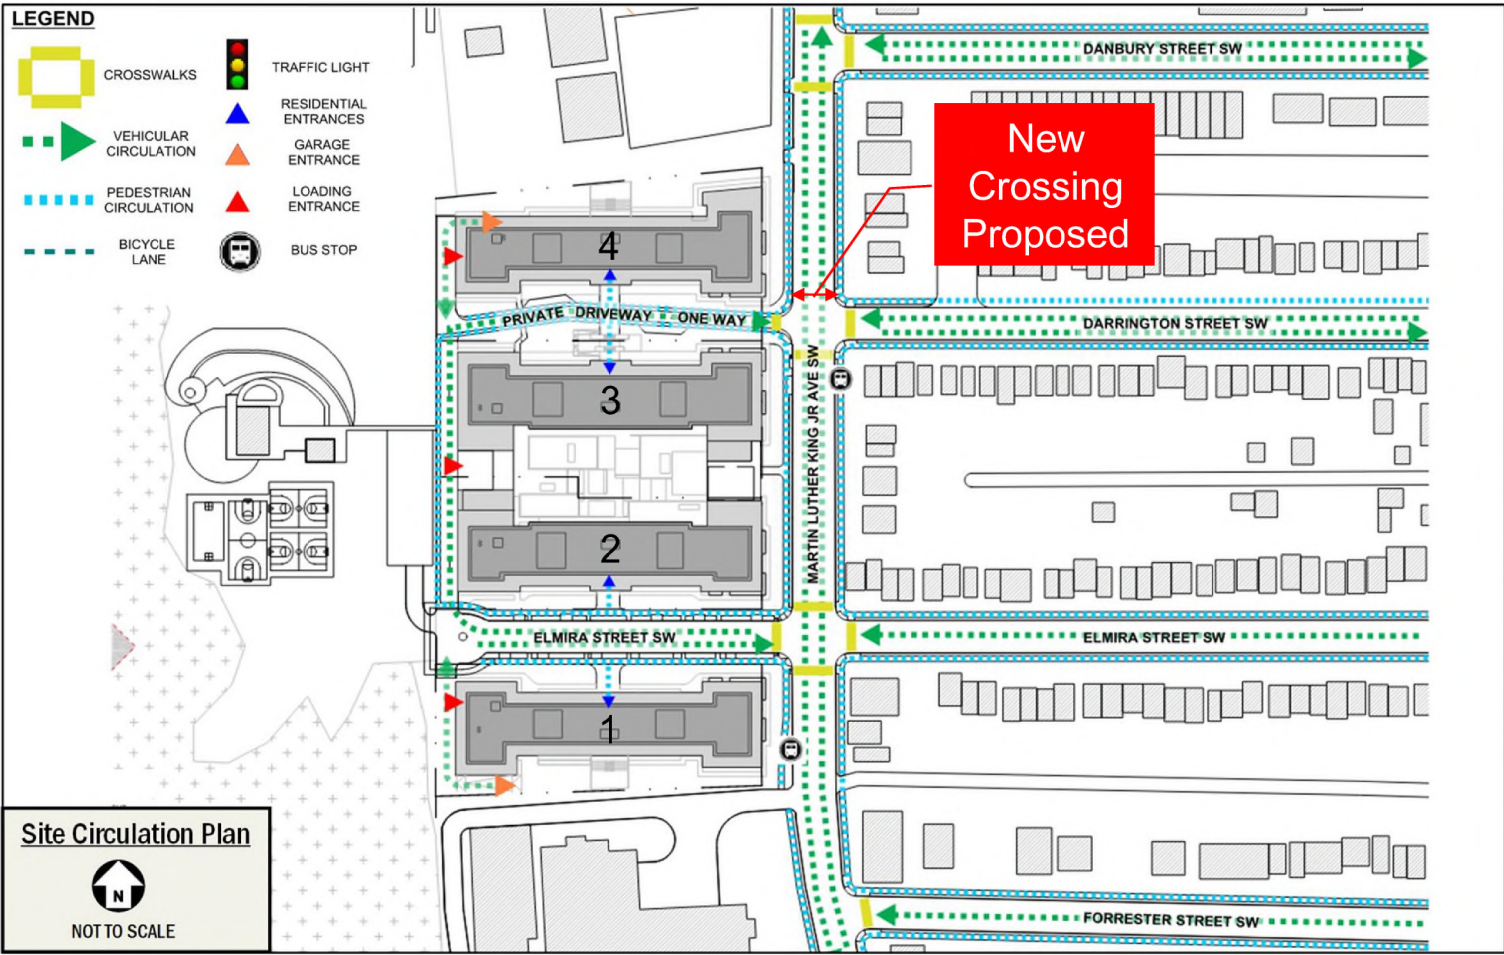 LEGEND
CROSSWALKS
TRAFFIC LIGHT
RESIDENTIAL
ENTRANCES
VEHICULAR
CIRCULATION
GARAGE
ENTRANCE
PEDESTRIAN
CIRCULATION
LOADING
ENTRANCE
BICYCLE
LANE
BUS STOP
DANBURY STREET SW
New
Crossing
Proposed
4
PRIVATE DRIVEWAY ONE WAY
DARRINGTON STREET SW
3
MARTIN LUTHER KING JR AVE SW
2
ELMIRA STREET SW
ELMIRA STREET SW
1
FORRESTER STREET SW
Site Circulation Plan
N
NOT TO SCALE